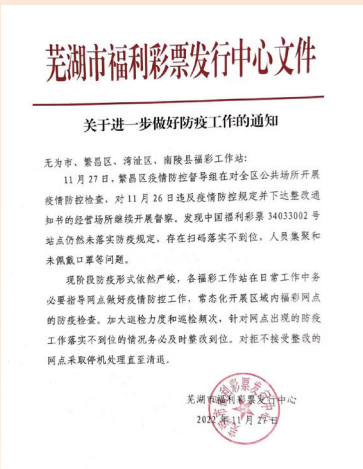 芜湖市福利彩票发行中心文件
关于进一步做好防疫工作的通知
无为市、繁昌区、湾沚区、南陵县福彩工作站:
11月27日,繁昌区疫情防控督导组在对全区公共场所开展
疫情防控检查,对11月26日违反疫情防控规定并下达整改通
知书的经营场所继续开展督察。发现中国福利彩票34033002号
站点仍然未落实防疫规定,存在扫码落实不到位,人员集聚和
未佩戴口罩等问题。
现阶段防疫形式依然严峻,各福彩工作站在日常工作中务
必要指导网点做好疫情防控工作,常态化开展区域内福彩网点
的防疫检查。加大巡检力度和巡检频次,针对网点出现的防疫
工作落实不到位的情况务必及时整改到位。对拒不接受整改的
网点采取停机处理直至清退。
芜湖市福利彩票发行中心
2022年11月27日